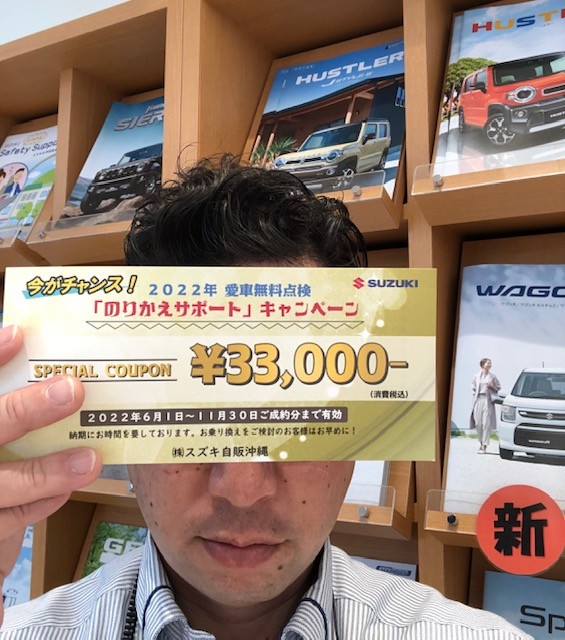 HUSTLER
J STYLE II
HUST
SIER
Safety Suppo
今がチャンス！
2022年 愛車無料点検
SUZUKI
「のりかえサポート」キャンペーン
SPECIAL COUPON
¥33,000-
(消費税込)
2022年6月1日～11月30日ご成約分まで有効
納期にお時間を要しております。お乗り換えをご検討のお客様はお早めに！
㈱スズキ自販沖縄
WAGO
新
Sp